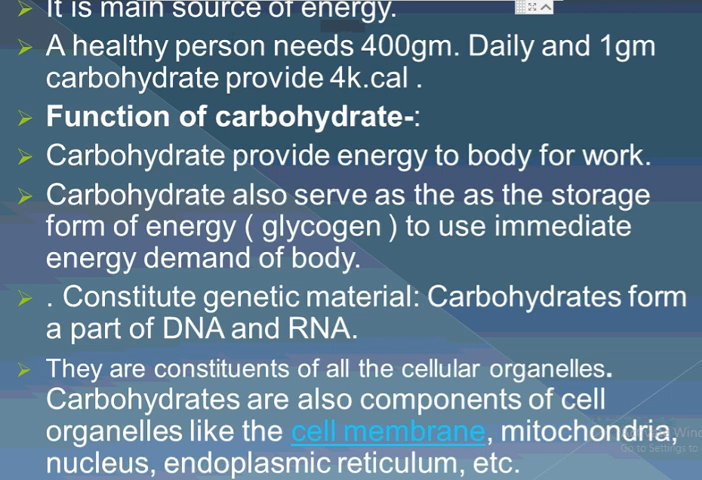 It is main source of energy.
A healthy person needs 400gm. Daily and 1gm
carbohydrate provide 4k.cal .
Function of carbohydrate-:
Carbohydrate provide energy to body for work.
Carbohydrate also serve as the as the storage
form of energy ( glycogen ) to use immediate
energy demand of body.
. Constitute genetic material: Carbohydrates form
a part of DNA and RNA.
They are constituents of all the cellular organelles.
Carbohydrates are also components of cell
organelles like the cell membrane, mitochondria,
nucleus, endoplasmic reticulum, etc.
Go to Settings to